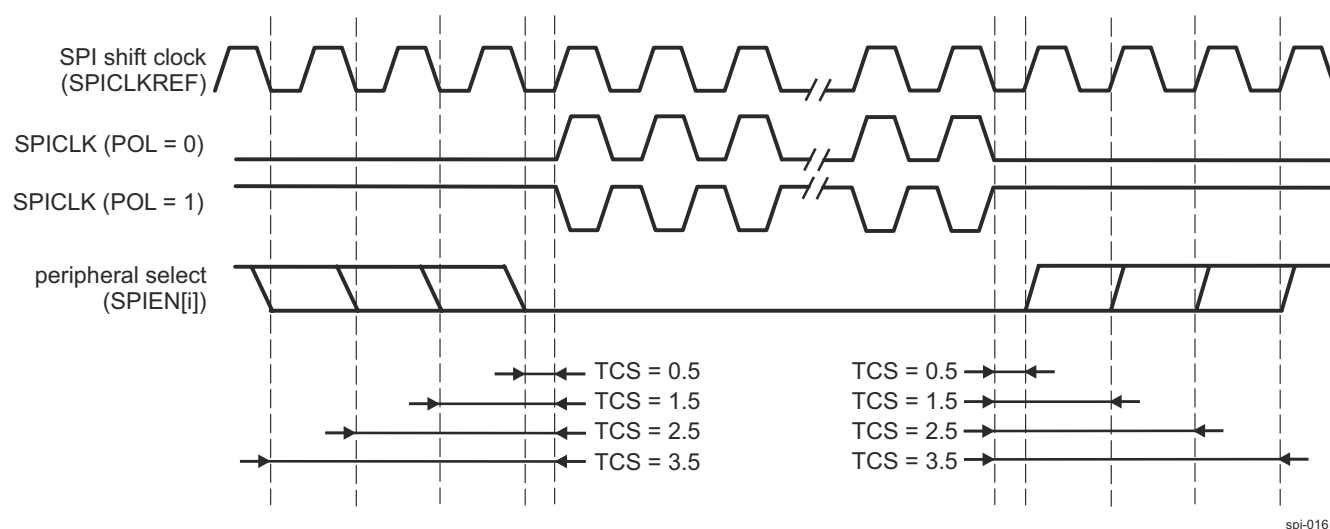 SPI shift clock
(SPICLKREF)
SPICLK (POL = 0)
SPICLK (POL = 1)
peripheral select
(SPIEN[i])
TCS = 0.5
TCS = 1.5
TCS = 2.5
TCS = 3.5
TCS = 0.5
TCS = 1.5
TCS = 2.5
TCS = 3.5
spi-016